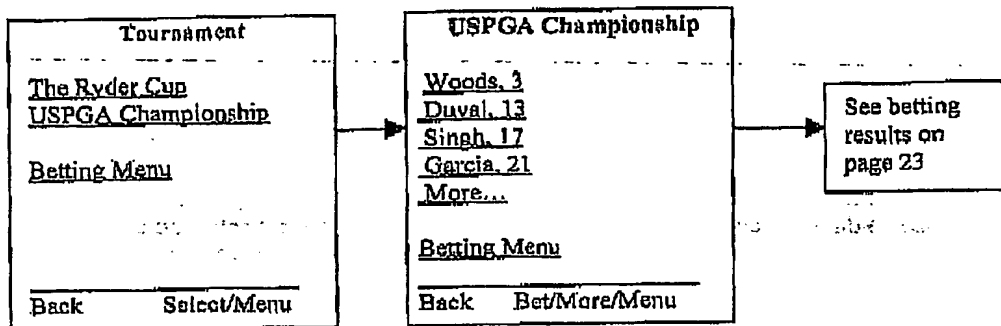 Tournament
The Ryder Cup
USPGA Championship
Betting Menu
Back Select/Menu
USPGA Championship
Woods, 3
Duval, 13
Singh, 17
Garcia, 21
More...
Betting Menu
Back Bet/More/Menu
See betting
results on
page 23